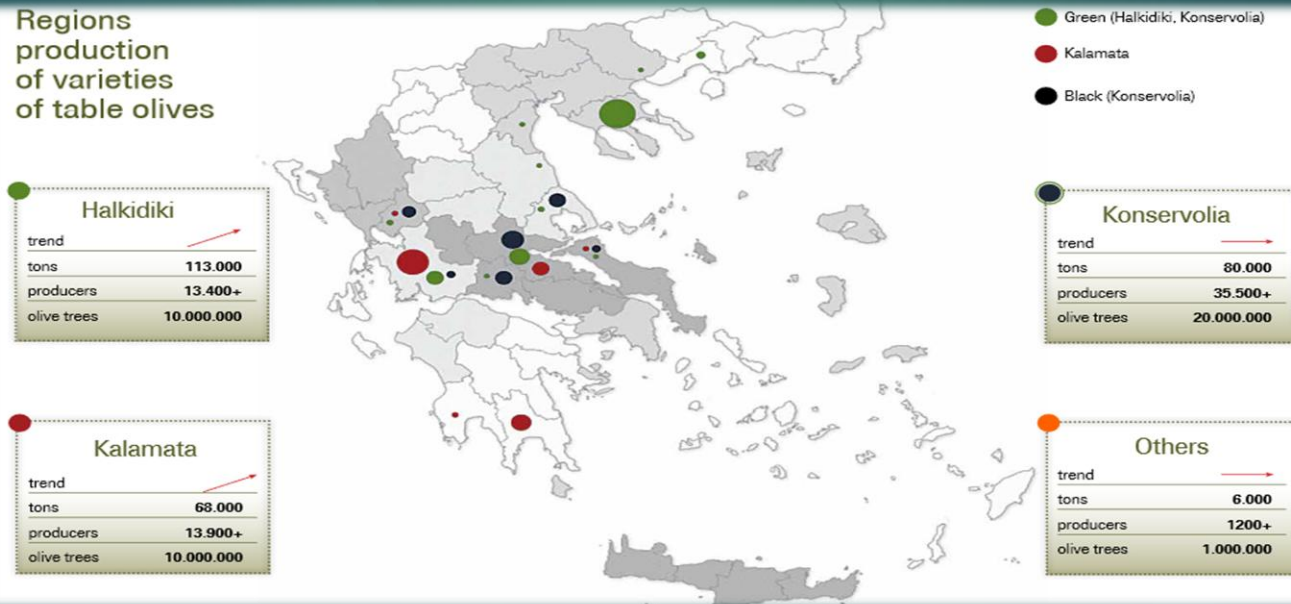 Regions
production
of varieties
of table olives
Green (Halkidiki, Konservolia)
Kalamata
Black (Konservolia)
Halkidiki
trend
tons 113.000
producers 13.400+
olive trees 10.000.000
Konservolia
trend
tons 80.000
producers 35.500+
olive trees 20.000.000
Kalamata
trend
tons 68.000
producers 13.900+
olive trees 10.000.000
Others
trend
tons 6.000
producers 1200+
olive trees 1.000.000